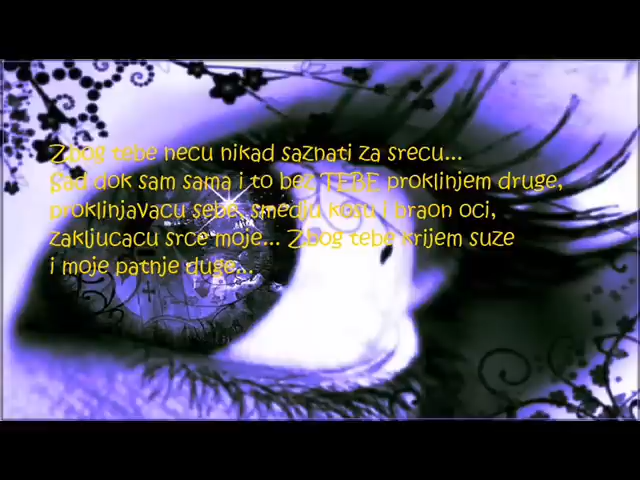 Zbog tebe necu nikad saznati za srecu...
Sad dok sam sama i to bez TEBE proklinjem druge,
proklinjavacu sebe, smedju kosu i braon oci,
zakljucacu srce moje... Zbog tebe krijem suze
i moje patnje duge...